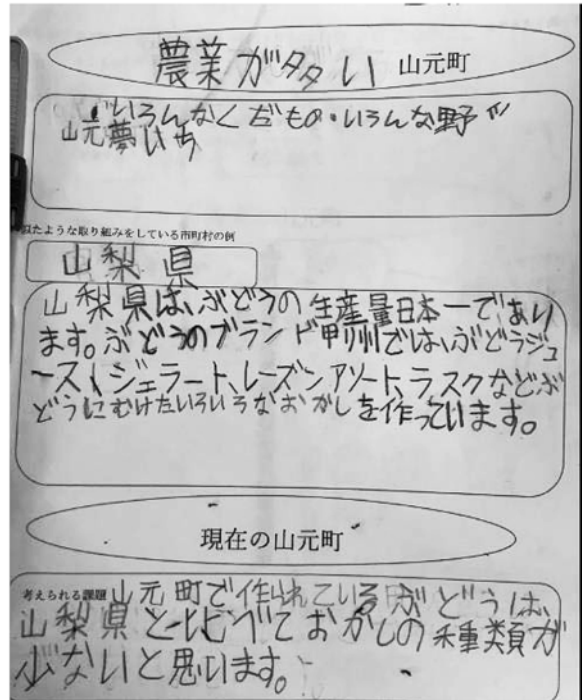 農業がタタい 山元町
いろんなくだもの・いろんな野
山元夢いち
似たような取り組みをしている市町村の例
山梨県
山梨県は、ぶどうの生産量日本一であり
ます。ぶどうのブランド甲州では、ぶどうジュ
ース、ジェラート、レーズンアソート、ラスクなどぶ
どうにむけたいろいろなおかしを作っています。
現在の山元町
考えられる課題 山元町で作られているぶどうは、
山梨県と比べておかしの種類が
少ないと思います。